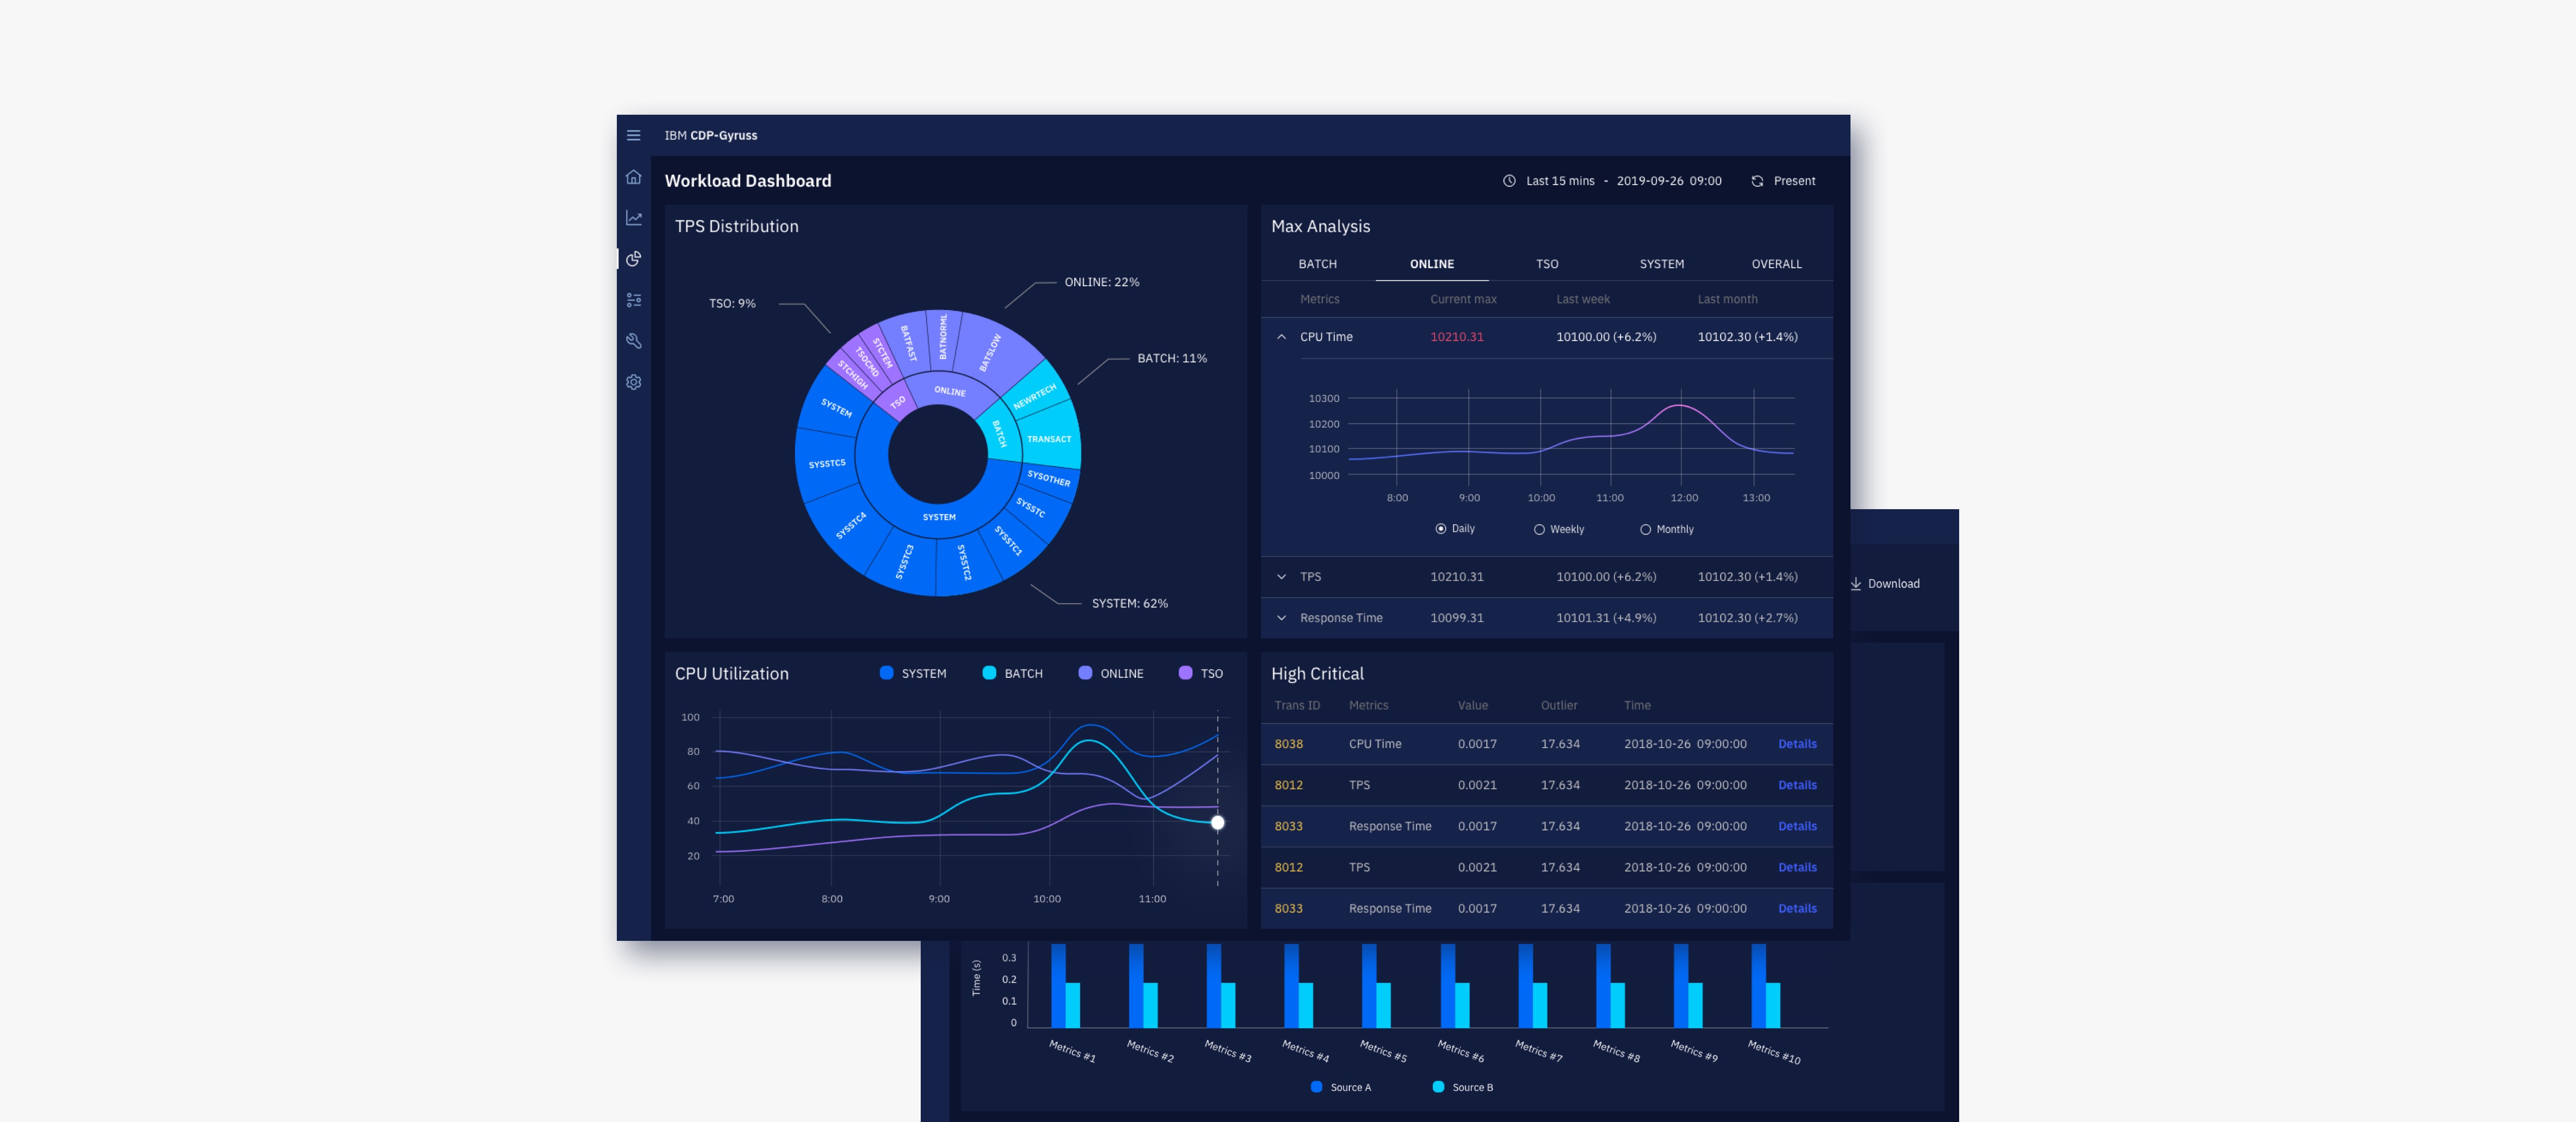 IBM CDP-Gyruss
Workload Dashboard
Last 15 mins - 2019-09-26 09:00 Present
TPS Distribution
ONLINE: 22%
TSO: 9%
BATCH: 11%
SYSTEM: 62%
STCHIGH
TSOCMD
STCTEM
BATFAST
BATNORML
BATSLOW
NEWRTECH
TRANSACT
SYSOTHER
SYSSTC
SYSSTC1
SYSSTC2
SYSSTC3
SYSSTC4
SYSSTC5
SYSTEM
TSO
ONLINE
BATCH
SYSTEM
Max Analysis
BATCH ONLINE TSO SYSTEM OVERALL
Metrics Current max Last week Last month
CPU Time 10210.31 10100.00 (+6.2%) 10102.30 (+1.4%)
10300
10200
10100
10000
8:00 9:00 10:00 11:00 12:00 13:00
Daily Weekly Monthly
TPS 10210.31 10100.00 (+6.2%) 10102.30 (+1.4%)
Response Time 10099.31 10101.31 (+4.9%) 10102.30 (+2.7%)
CPU Utilization SYSTEM BATCH ONLINE TSO
100
80
60
40
20
7:00 8:00 9:00 10:00 11:00
High Critical
Trans ID Metrics Value Outlier Time
8038 CPU Time 0.0017 17.634 2018-10-26 09:00:00 Details
8012 TPS 0.0021 17.634 2018-10-26 09:00:00 Details
8033 Response Time 0.0017 17.634 2018-10-26 09:00:00 Details
8012 TPS 0.0021 17.634 2018-10-26 09:00:00 Details
8033 Response Time 0.0017 17.634 2018-10-26 09:00:00 Details
Download
Time (s)
0.3
0.2
0.1
0
Metrics #1 Metrics #2 Metrics #3 Metrics #4 Metrics #5 Metrics #6 Metrics #7 Metrics #8 Metrics #9 Metrics #10
Source A Source B